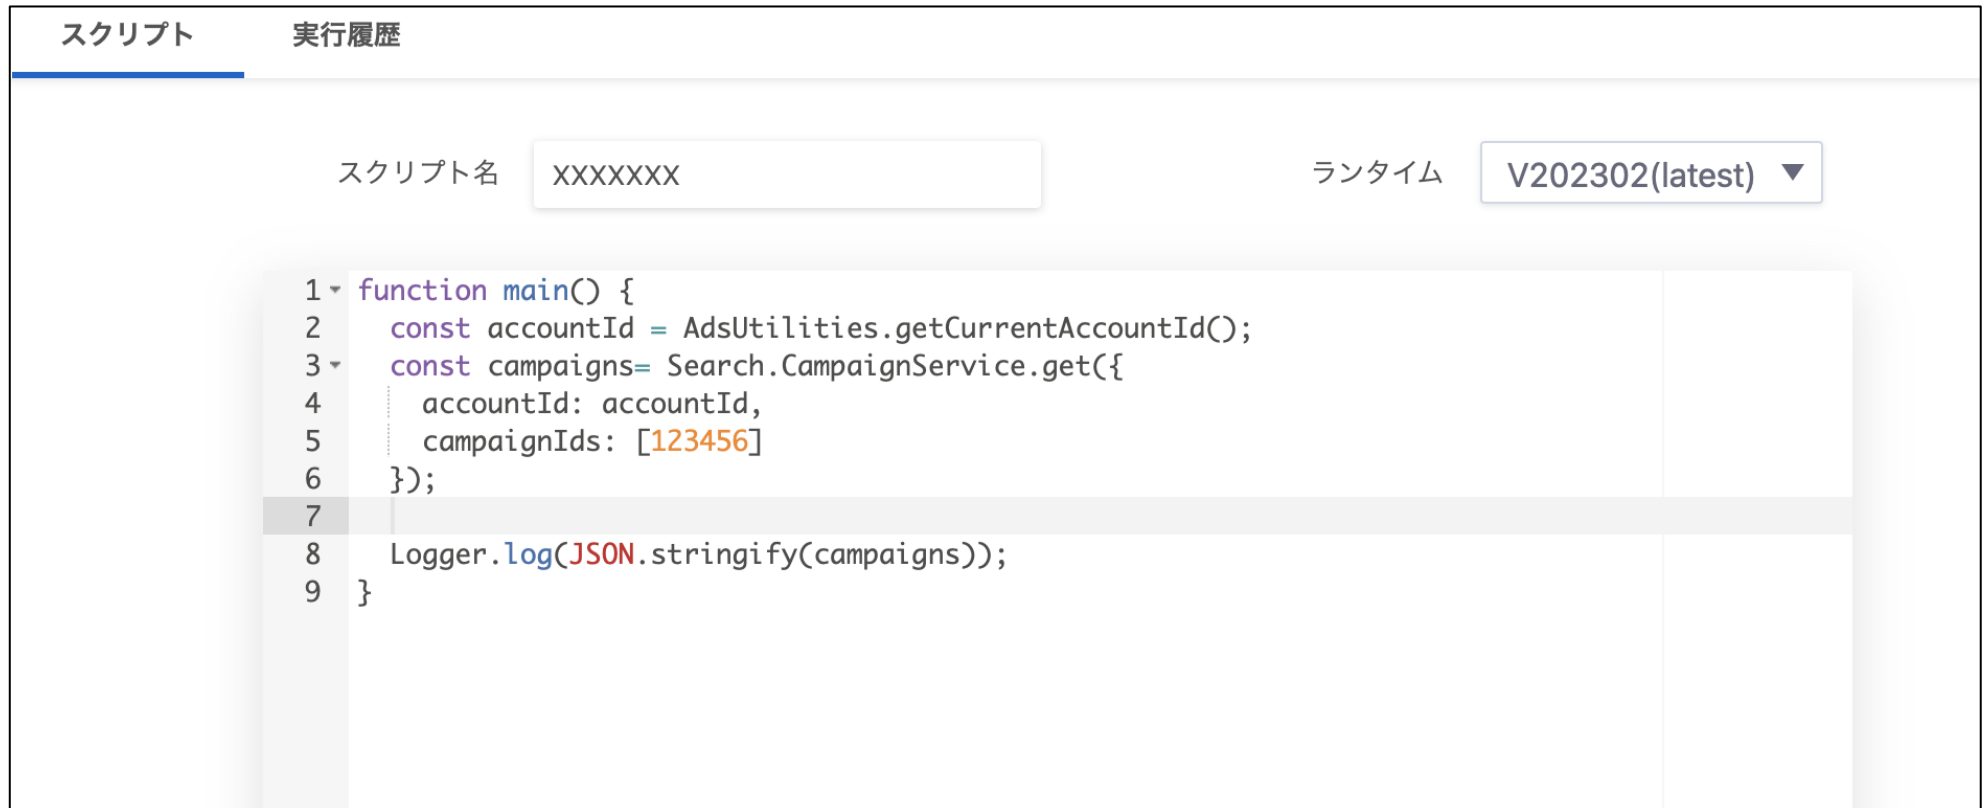 スクリプト 実行履歴
スクリプト名 XXXXXXX ランタイム V202302(latest) ▼
1 function main() {
2 const accountId = AdsUtilities.getCurrentAccountId();
3 const campaigns= Search.CampaignService.get({
4 accountId: accountId,
5 campaignIds: [123456]
6 });
7
8 Logger.log(JSON.stringify(campaigns));
9 }